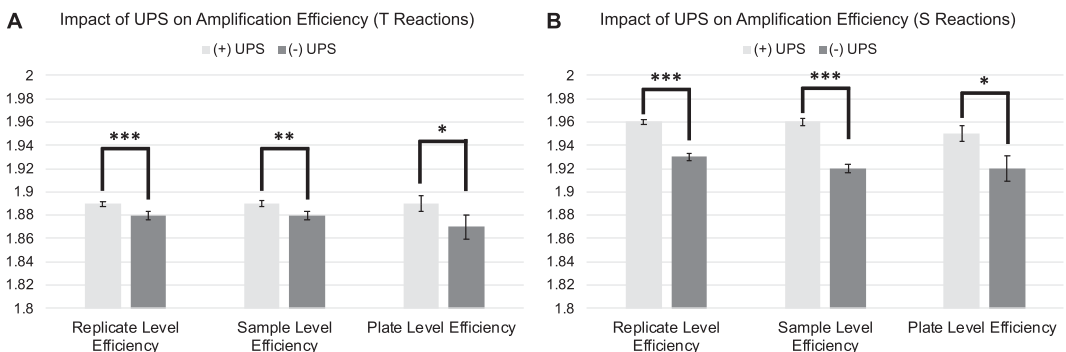 A
Impact of UPS on Amplification Efficiency (T Reactions)
(+) UPS (-) UPS
2
1.98
1.96
1.94
1.92
1.9
1.88
1.86
1.84
1.82
1.8
***
**
*
Replicate Level
Efficiency
Sample Level
Efficiency
Plate Level Efficiency
B
Impact of UPS on Amplification Efficiency (S Reactions)
(+) UPS (-) UPS
2
1.98
1.96
1.94
1.92
1.9
1.88
1.86
1.84
1.82
1.8
***
***
*
Replicate Level
Efficiency
Sample Level
Efficiency
Plate Level Efficiency